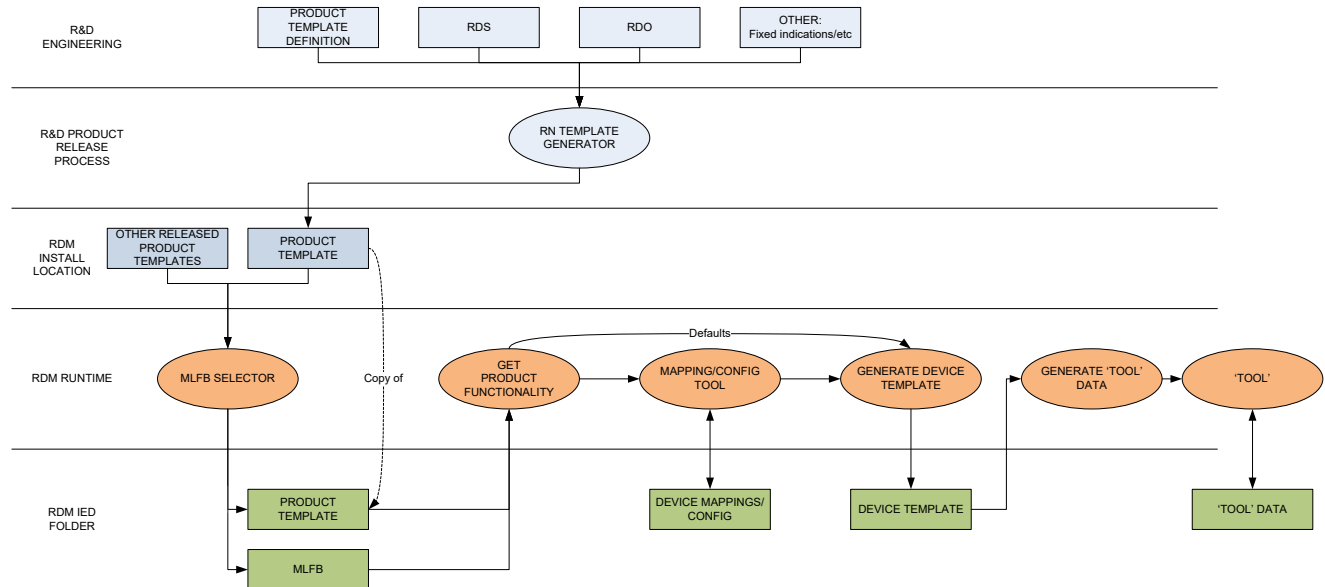 R&D
ENGINEERING
PRODUCT
TEMPLATE
DEFINITION
RDS
RDO
OTHER:
Fixed indications/etc
R&D PRODUCT
RELEASE
PROCESS
RN TEMPLATE
GENERATOR
RDM
INSTALL
LOCATION
OTHER RELEASED
PRODUCT
TEMPLATES
PRODUCT
TEMPLATE
RDM RUNTIME
MLFB SELECTOR
Copy of
GET
PRODUCT
FUNCTIONALITY
Defaults
MAPPING/CONFIG
TOOL
GENERATE DEVICE
TEMPLATE
GENERATE ‘TOOL’
DATA
‘TOOL’
RDM IED
FOLDER
PRODUCT
TEMPLATE
MLFB
DEVICE MAPPINGS/
CONFIG
DEVICE TEMPLATE
‘TOOL’ DATA